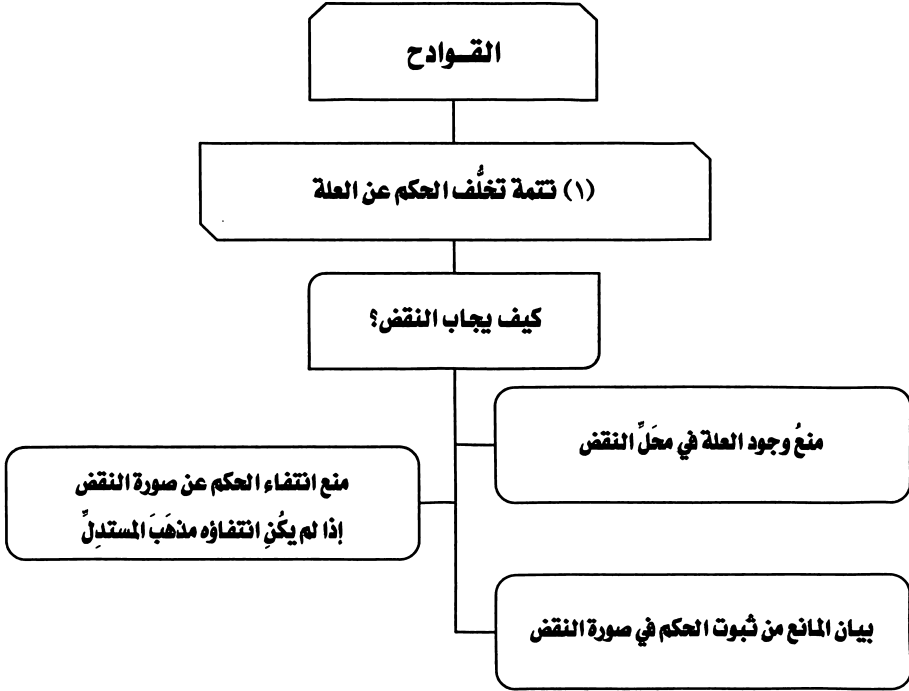 القـوادح
(١) تتمة تخلُّف الحكم عن العلة
كيف يجاب النقض؟
منعُ وجود العلة في محَلِّ النقض
منع انتفاء الحكم عن صورة النقض
إذا لم يكُنِ انتفاؤه مذهَبَ المستدِلِّ
بيان المانع من ثبوت الحكم في صورة النقض